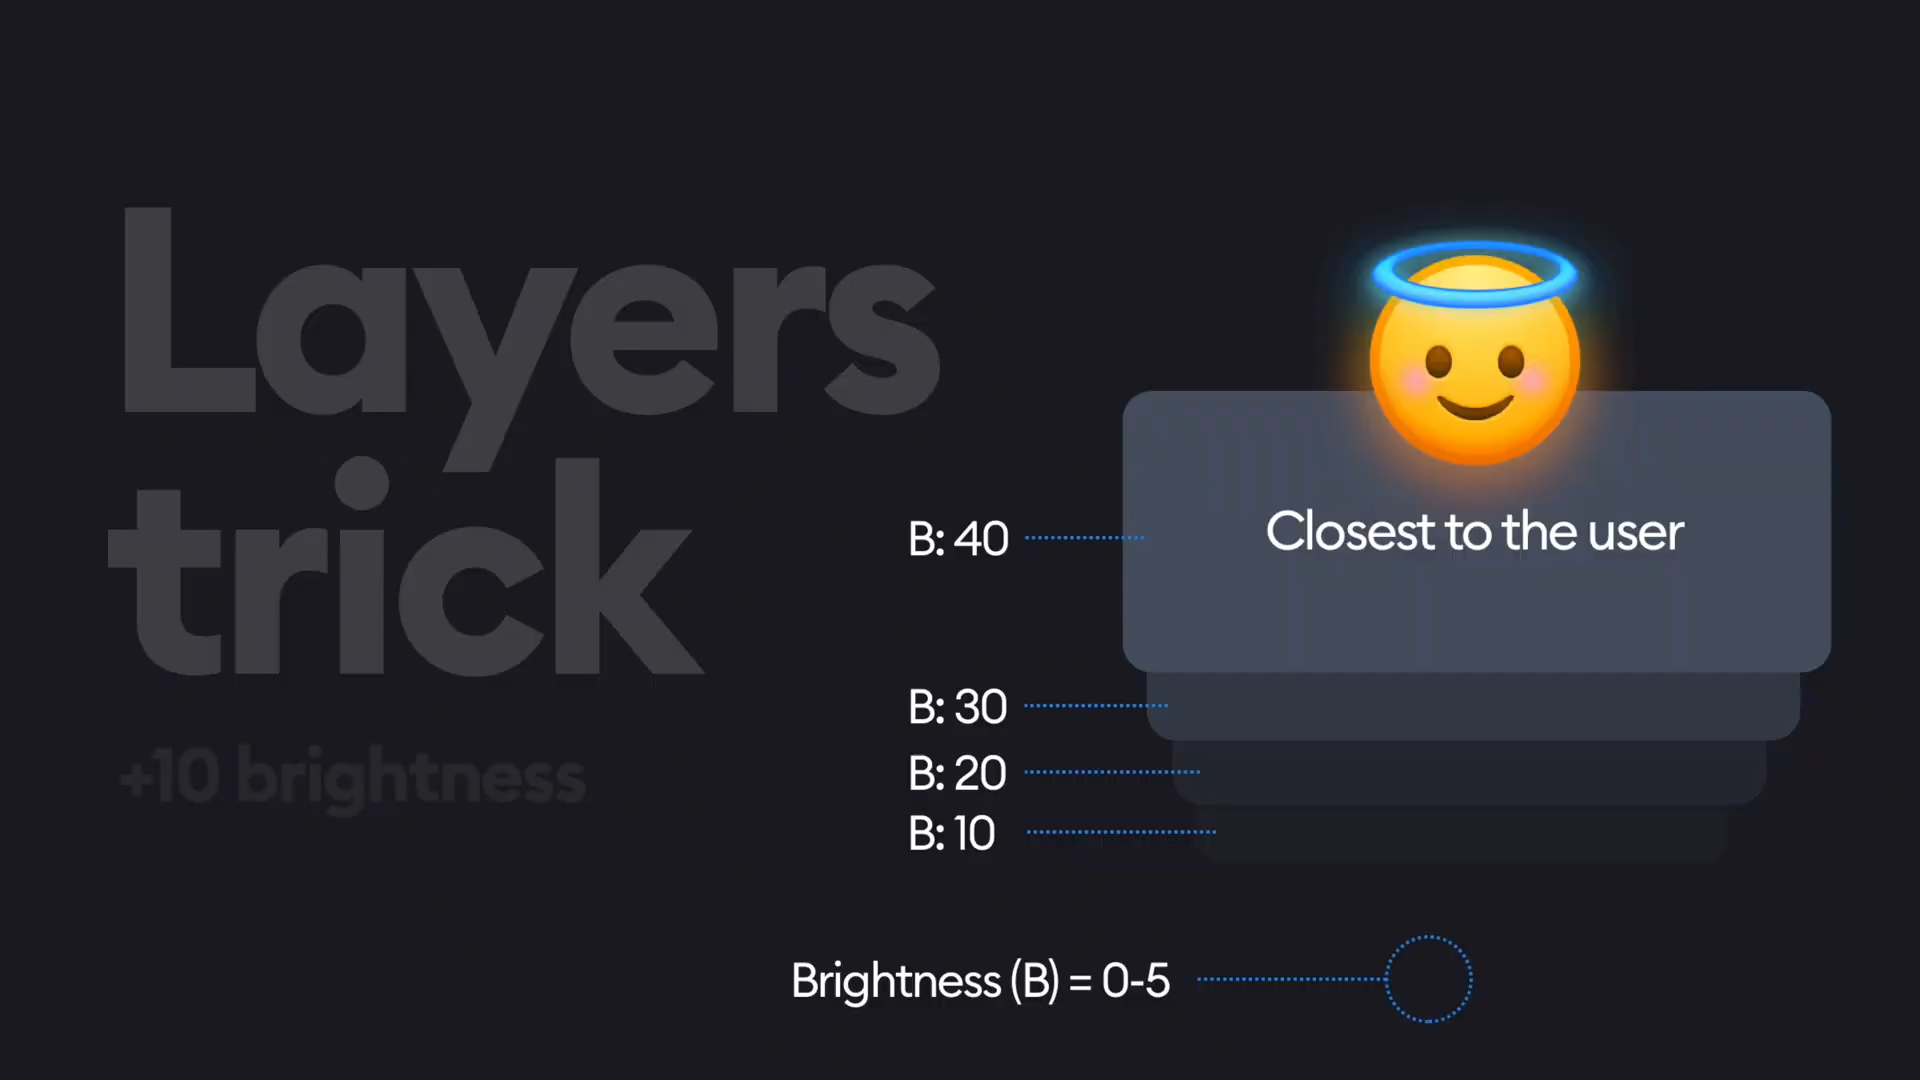 Layers
trick
+10 brightness
Closest to the user
B: 40
B: 30
B: 20
B: 10
Brightness (B) = 0-5